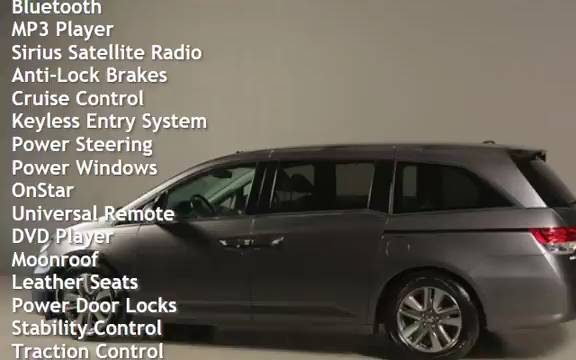 Bluetooth
MP3 Player
Sirius Satellite Radio
Anti-Lock Brakes
Cruise Control
Keyless Entry System
Power Steering
Power Windows
OnStar
Universal Remote
DVD Player
Moonroof
Leather Seats
Power Door Locks
Stability Control
Traction Control